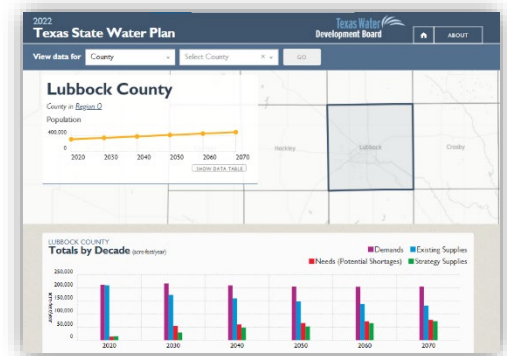 2022
Texas State Water Plan
Texas Water
Development Board
ABOUT
View data for County
Select County × GO
Lubbock County
County in Region O
Population
400,000
0
2020 2030 2040 2050 2060 2070
SHOW DATA TABLE
Hockley Lubbock Crosby
LUBBOCK COUNTY
Totals by Decade (acre-feet/year)
Demands Existing Supplies
Needs (Potential Shortages) Strategy Supplies
250,000
200,000
150,000
100,000
50,000
0
2020 2030 2040 2050 2060 2070